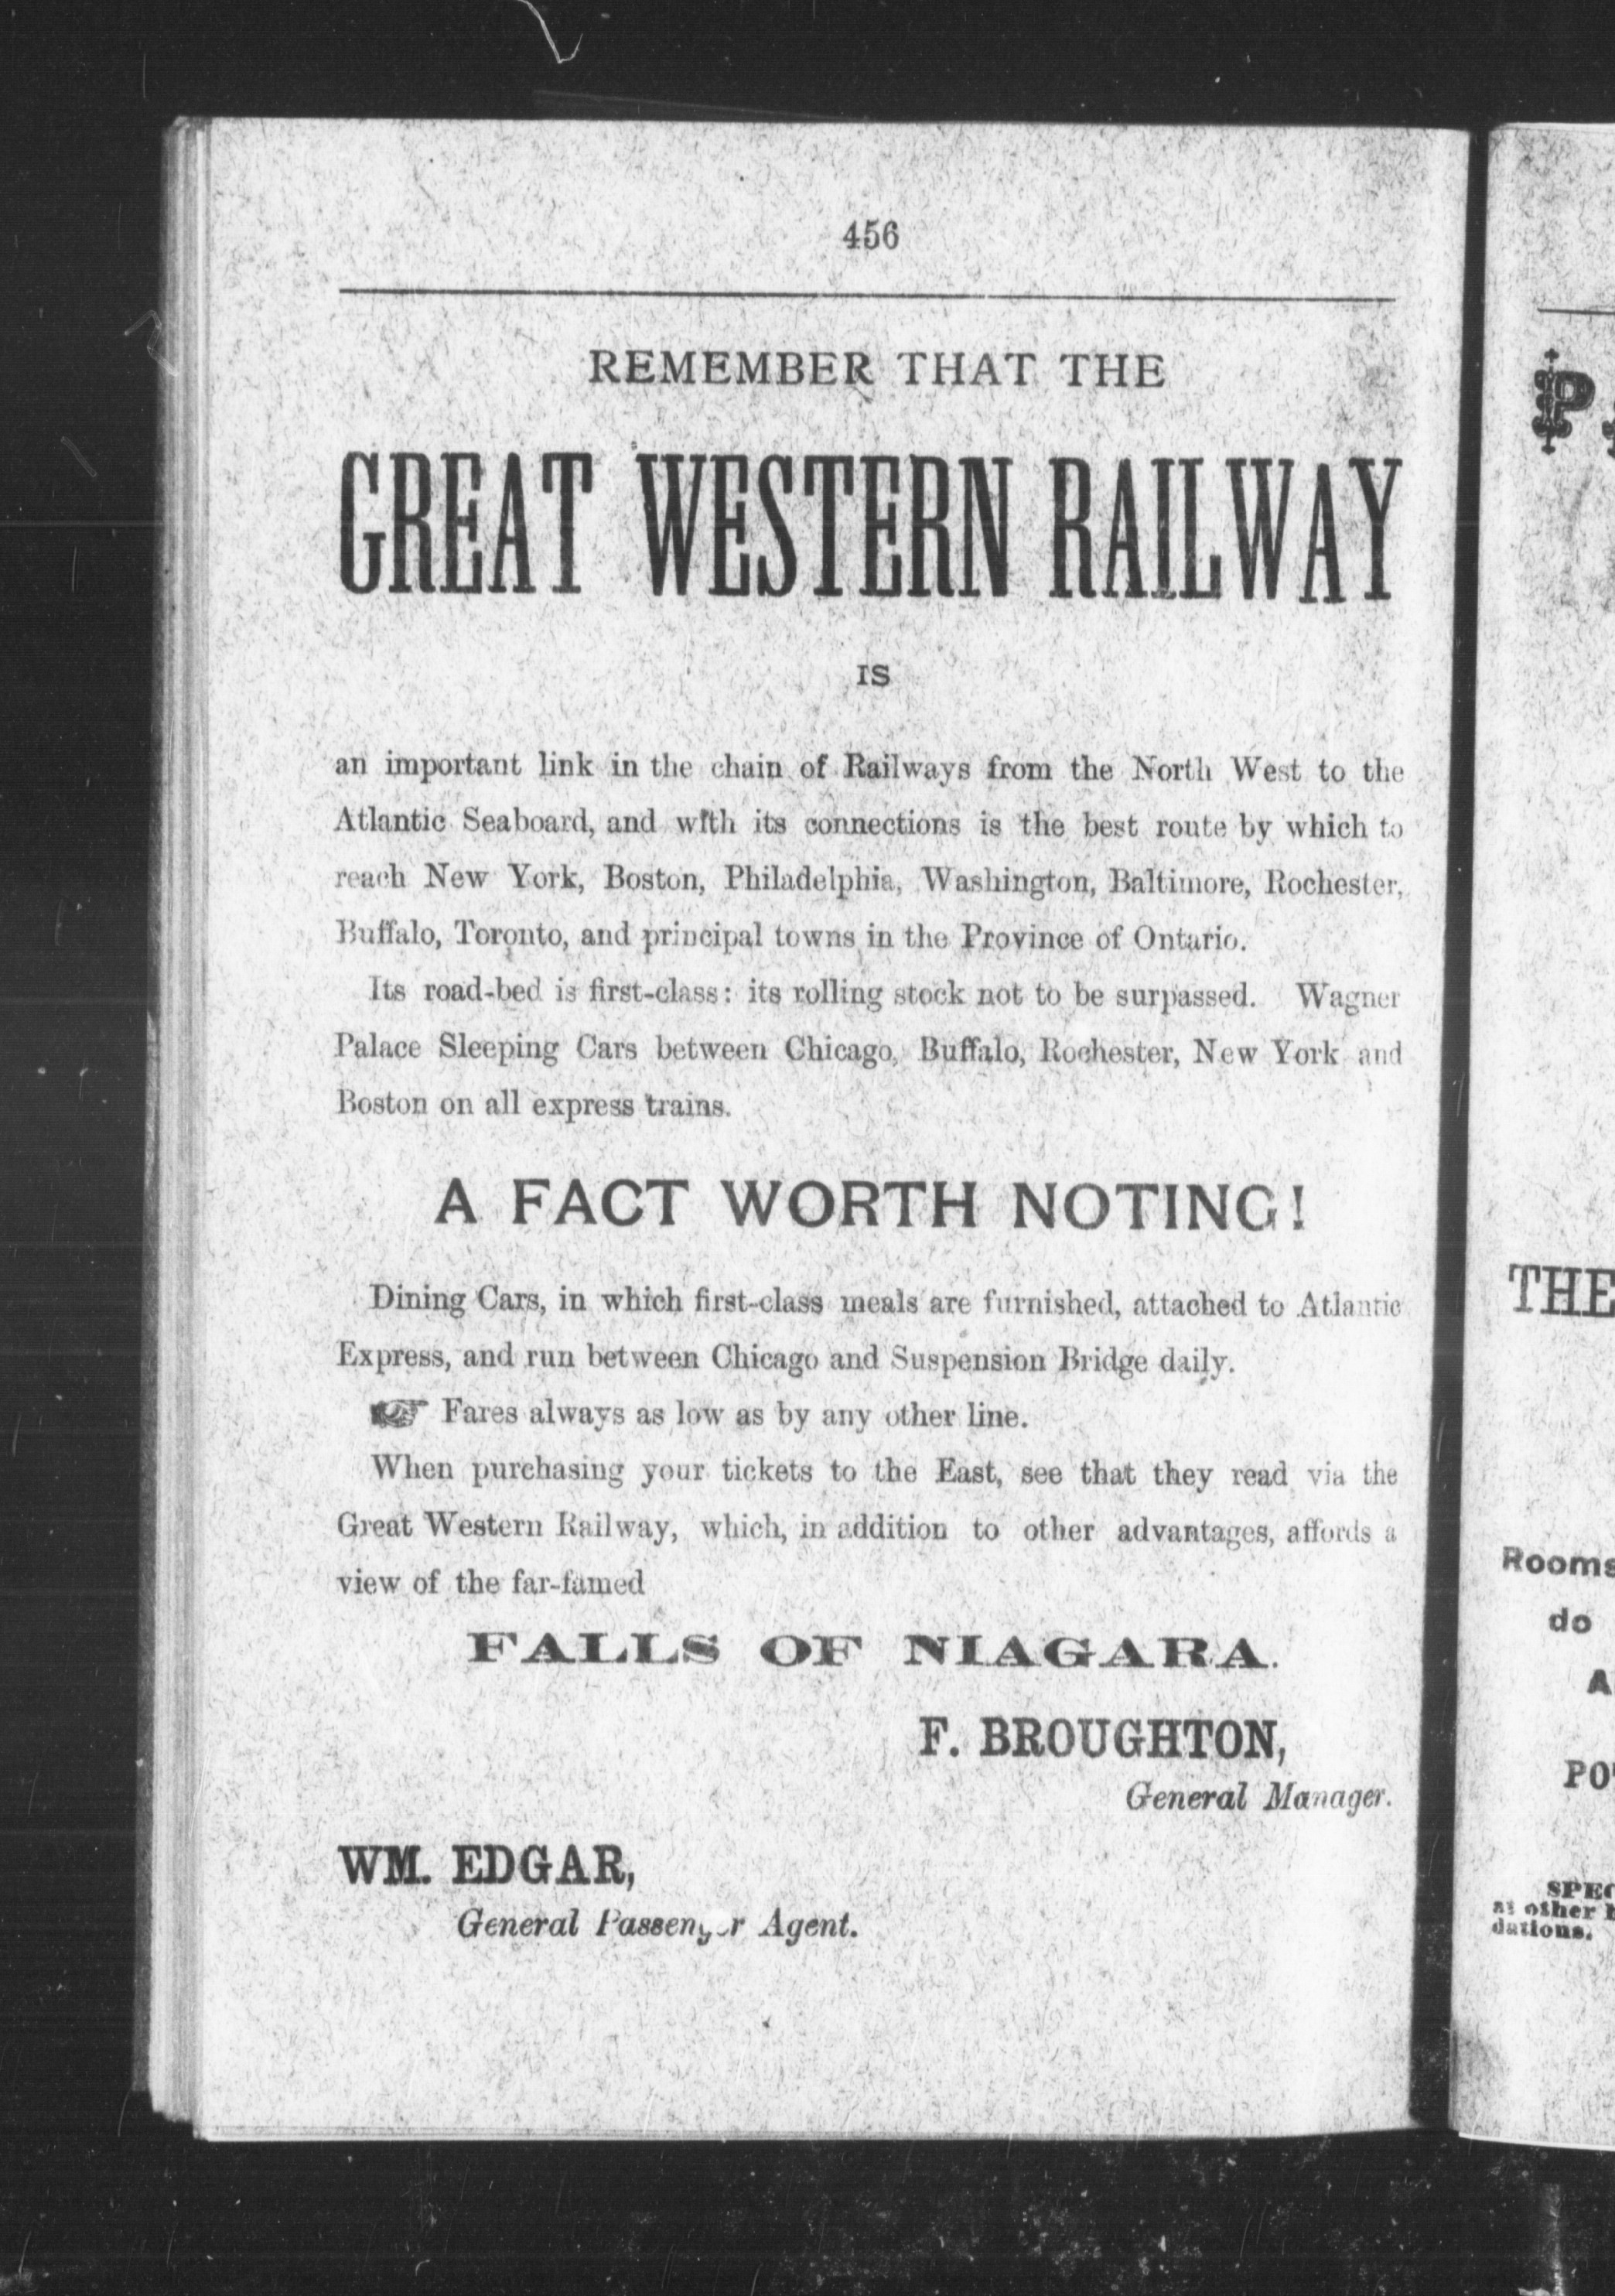 456
REMEMBER THAT THE
GREAT WESTERN RAILWAY
IS
an important link in the chain of Railways from the North West to the
Atlantic Seaboard, and with its connections is the best route by which to
reach New York, Boston, Philadelphia, Washington, Baltimore, Rochester,
Buffalo, Toronto, and principal towns in the Province of Ontario.
Its road-bed is first-class: its rolling stock not to be surpassed. Wagner
Palace Sleeping Cars between Chicago, Buffalo, Rochester, New York and
Boston on all express trains.
A FACT WORTH NOTING!
Dining Cars, in which first-class meals are furnished, attached to Atlantic
Express, and run between Chicago and Suspension Bridge daily.
☞ Fares always as low as by any other line.
When purchasing your tickets to the East, see that they read via the
Great Western Railway, which, in addition to other advantages, affords a
view of the far-famed
FALLS OF NIAGARA.
F. BROUGHTON,
General Manager.
WM. EDGAR,
General Passenger Agent.
THE
Rooms
do
at other
dations.